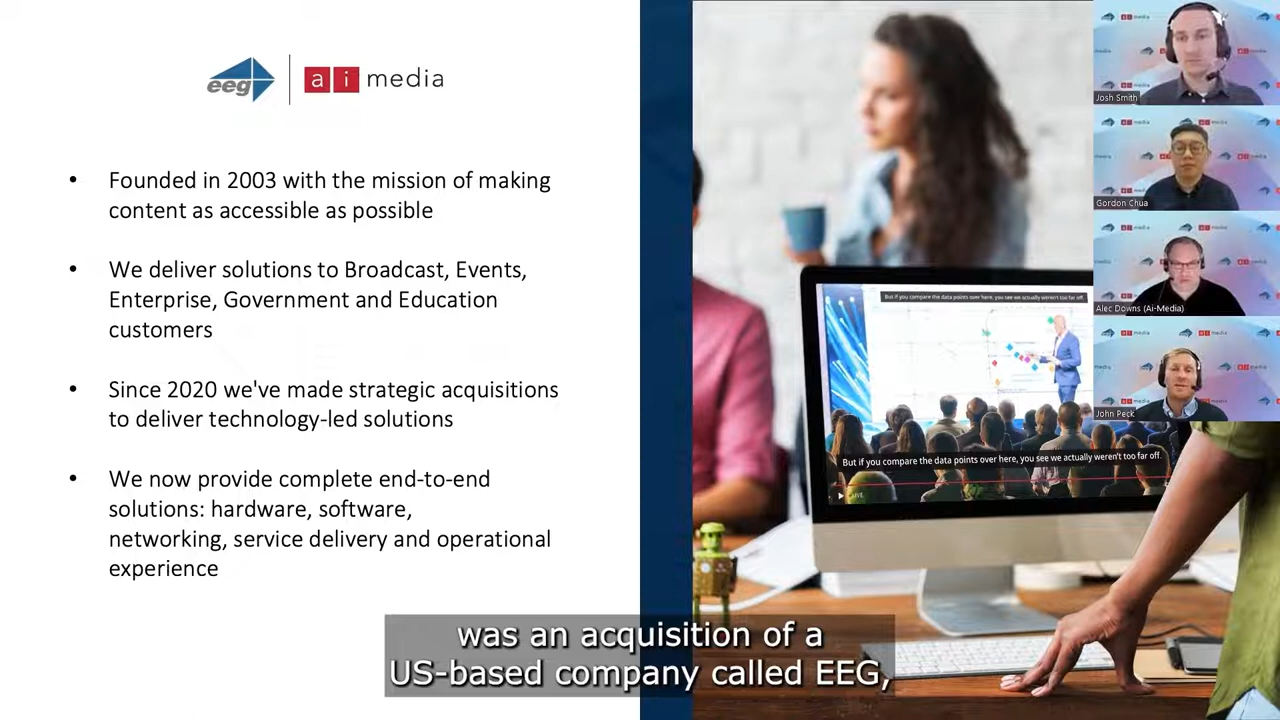 eeg
ai media
• Founded in 2003 with the mission of making
content as accessible as possible
• We deliver solutions to Broadcast, Events,
Enterprise, Government and Education
customers
• Since 2020 we've made strategic acquisitions
to deliver technology-led solutions
• We now provide complete end-to-end
solutions: hardware, software,
networking, service delivery and operational
experience
But if you compare the data points over here, you see we actually weren't too far off.
But if you compare the data points over here, you see we actually weren't too far off.
LIVE
Josh Smith
Gordon Chua
Alec Downs (Ai-Media)
John Peck
was an acquisition of a
US-based company called EEG,